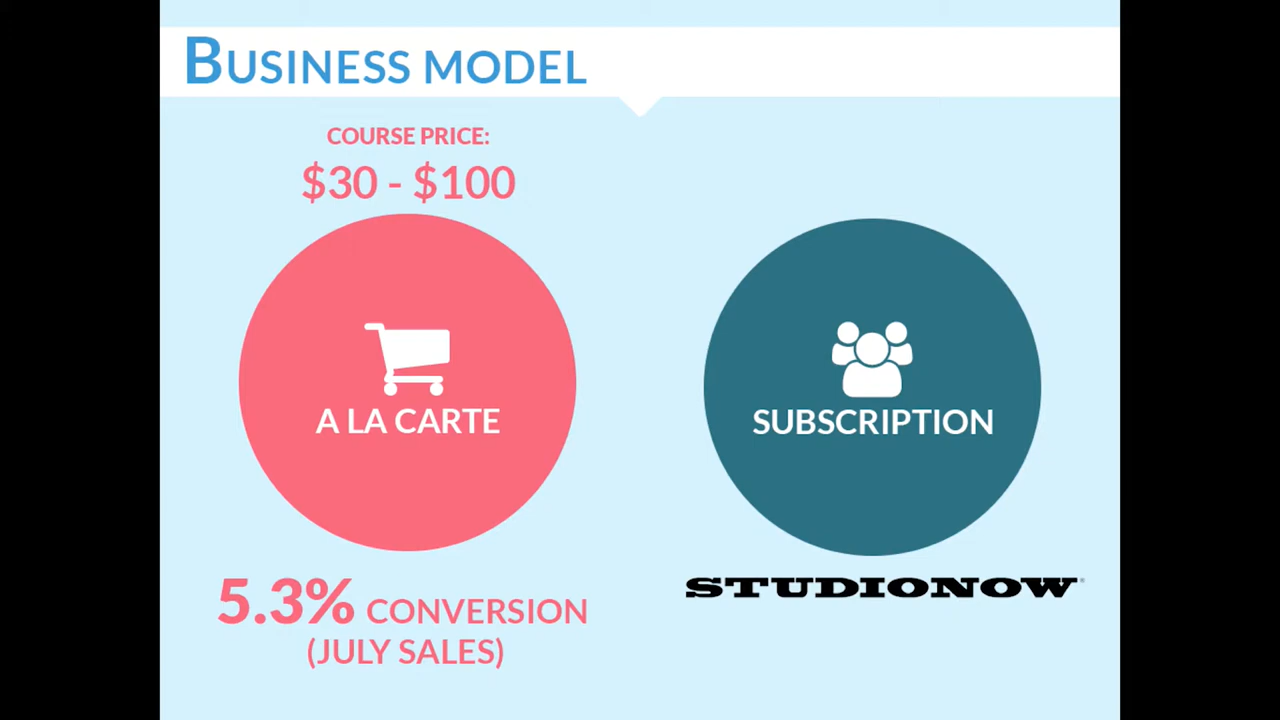 BUSINESS MODEL
COURSE PRICE:
$30 - $100
A LA CARTE
5.3% CONVERSION
(JULY SALES)
SUBSCRIPTION
STUDIONOW